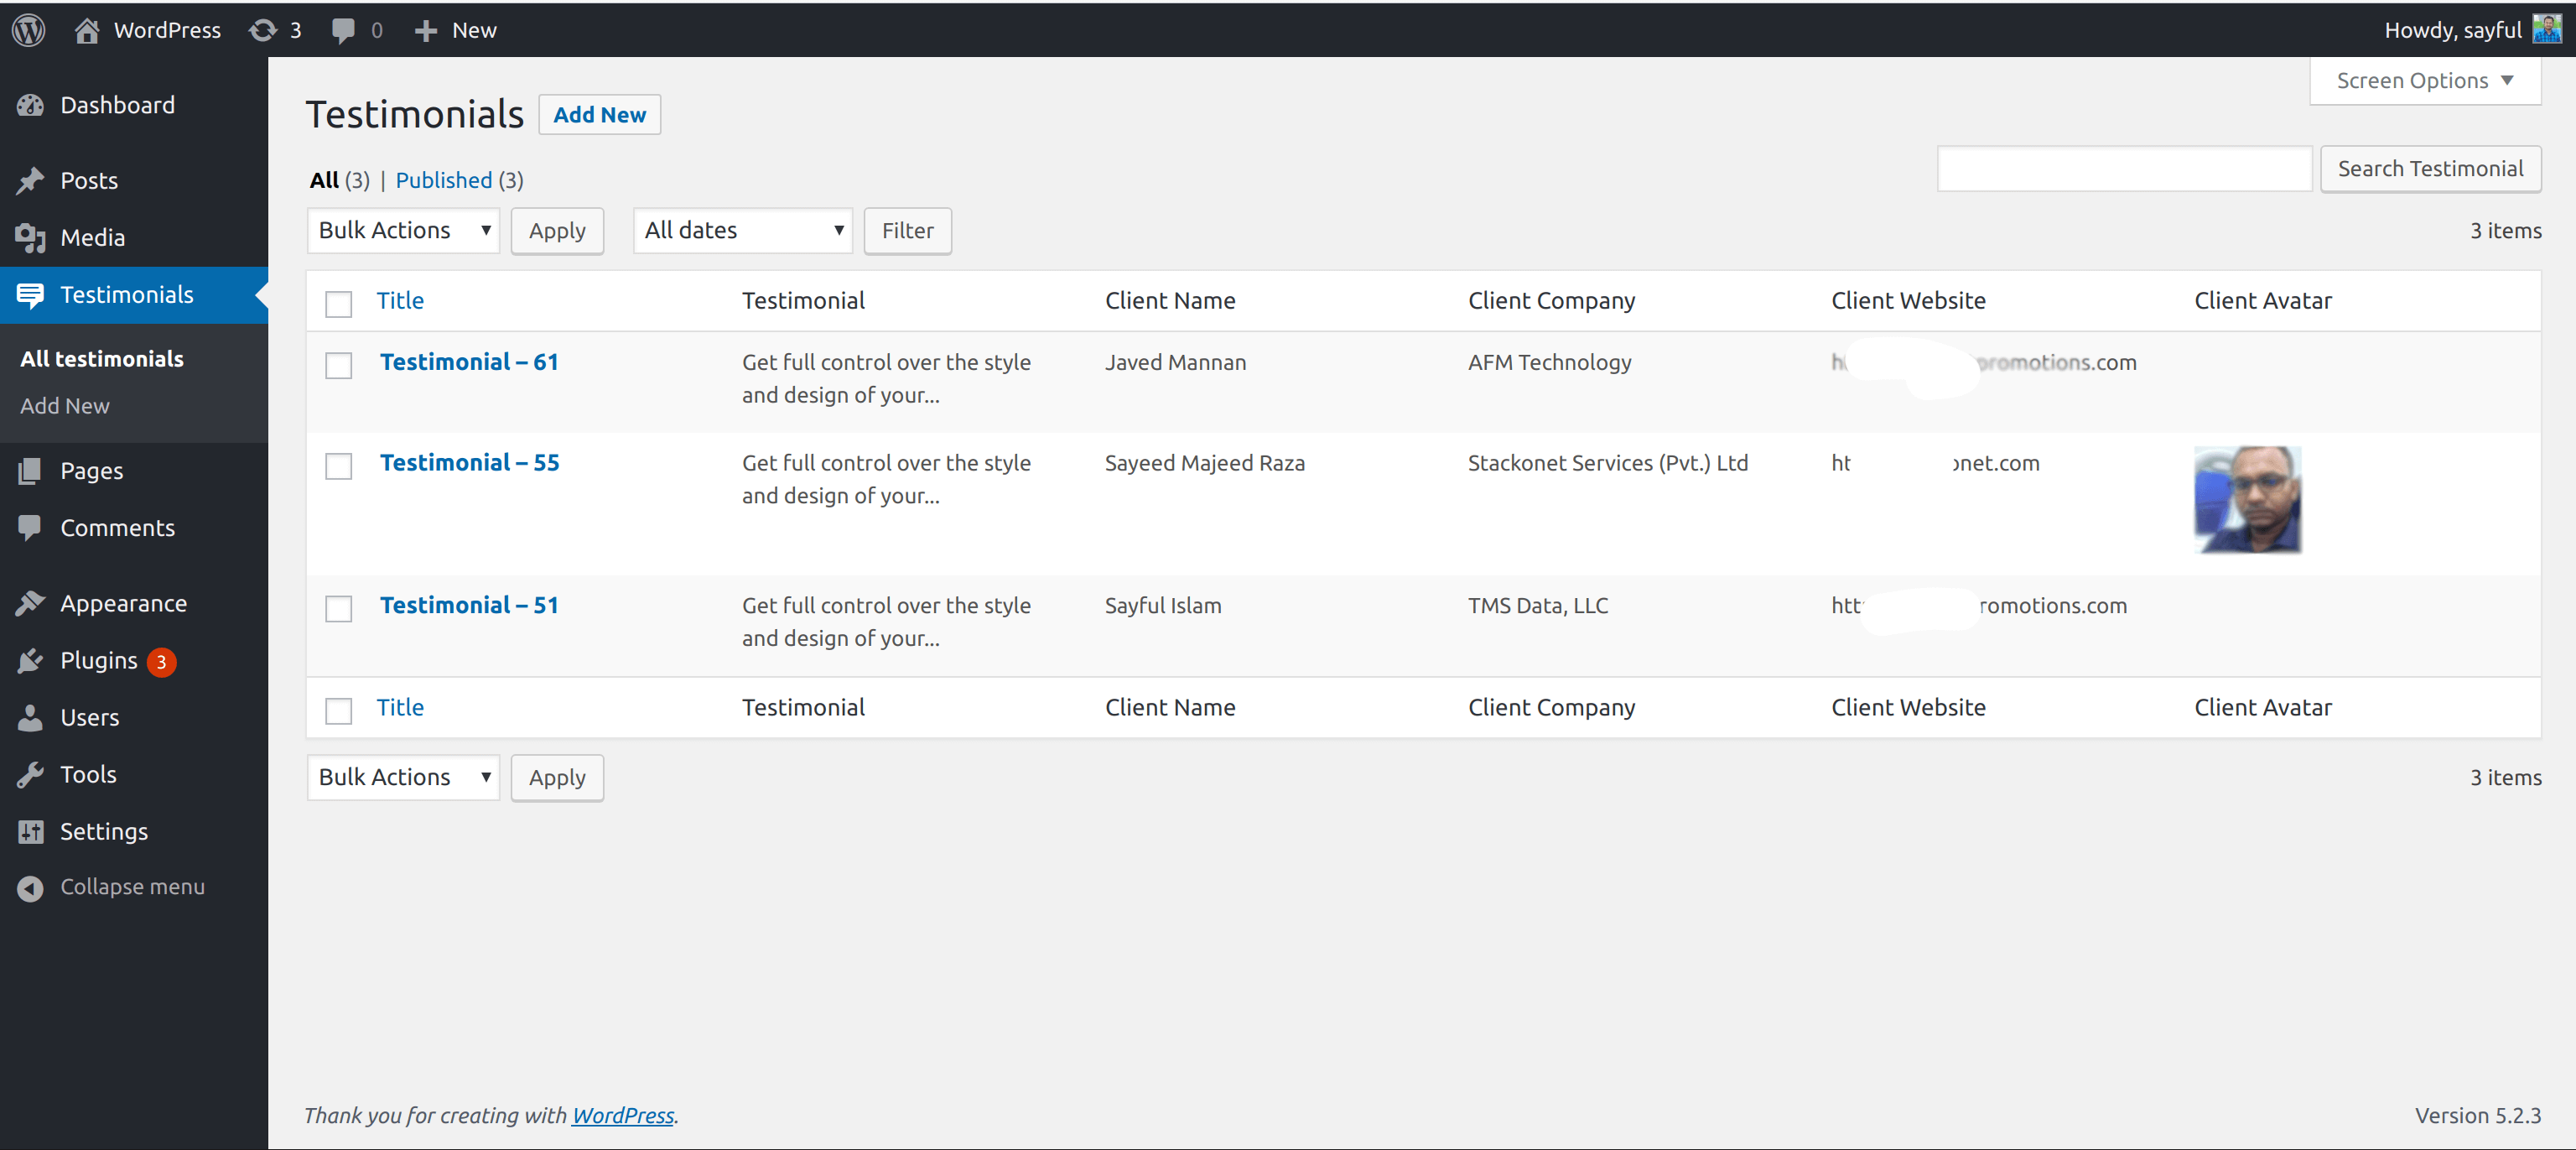 WordPress 3 0 New Howdy, sayful
Screen Options
Dashboard
Posts
Media
Testimonials
All testimonials
Add New
Pages
Comments
Appearance
Plugins 3
Users
Tools
Settings
Collapse menu
Testimonials Add New
All (3) | Published (3)
Search Testimonial
Bulk Actions Apply All dates Filter 3 items
Title Testimonial Client Name Client Company Client Website Client Avatar
Testimonial – 61 Get full control over the style Javed Mannan AFM Technology promotions.com
and design of your...
Testimonial – 55 Get full control over the style Sayeed Majeed Raza Stackonet Services (Pvt.) Ltd ht net.com
and design of your...
Testimonial – 51 Get full control over the style Sayful Islam TMS Data, LLC htt romotions.com
and design of your...
Title Testimonial Client Name Client Company Client Website Client Avatar
Bulk Actions Apply 3 items
Thank you for creating with WordPress. Version 5.2.3